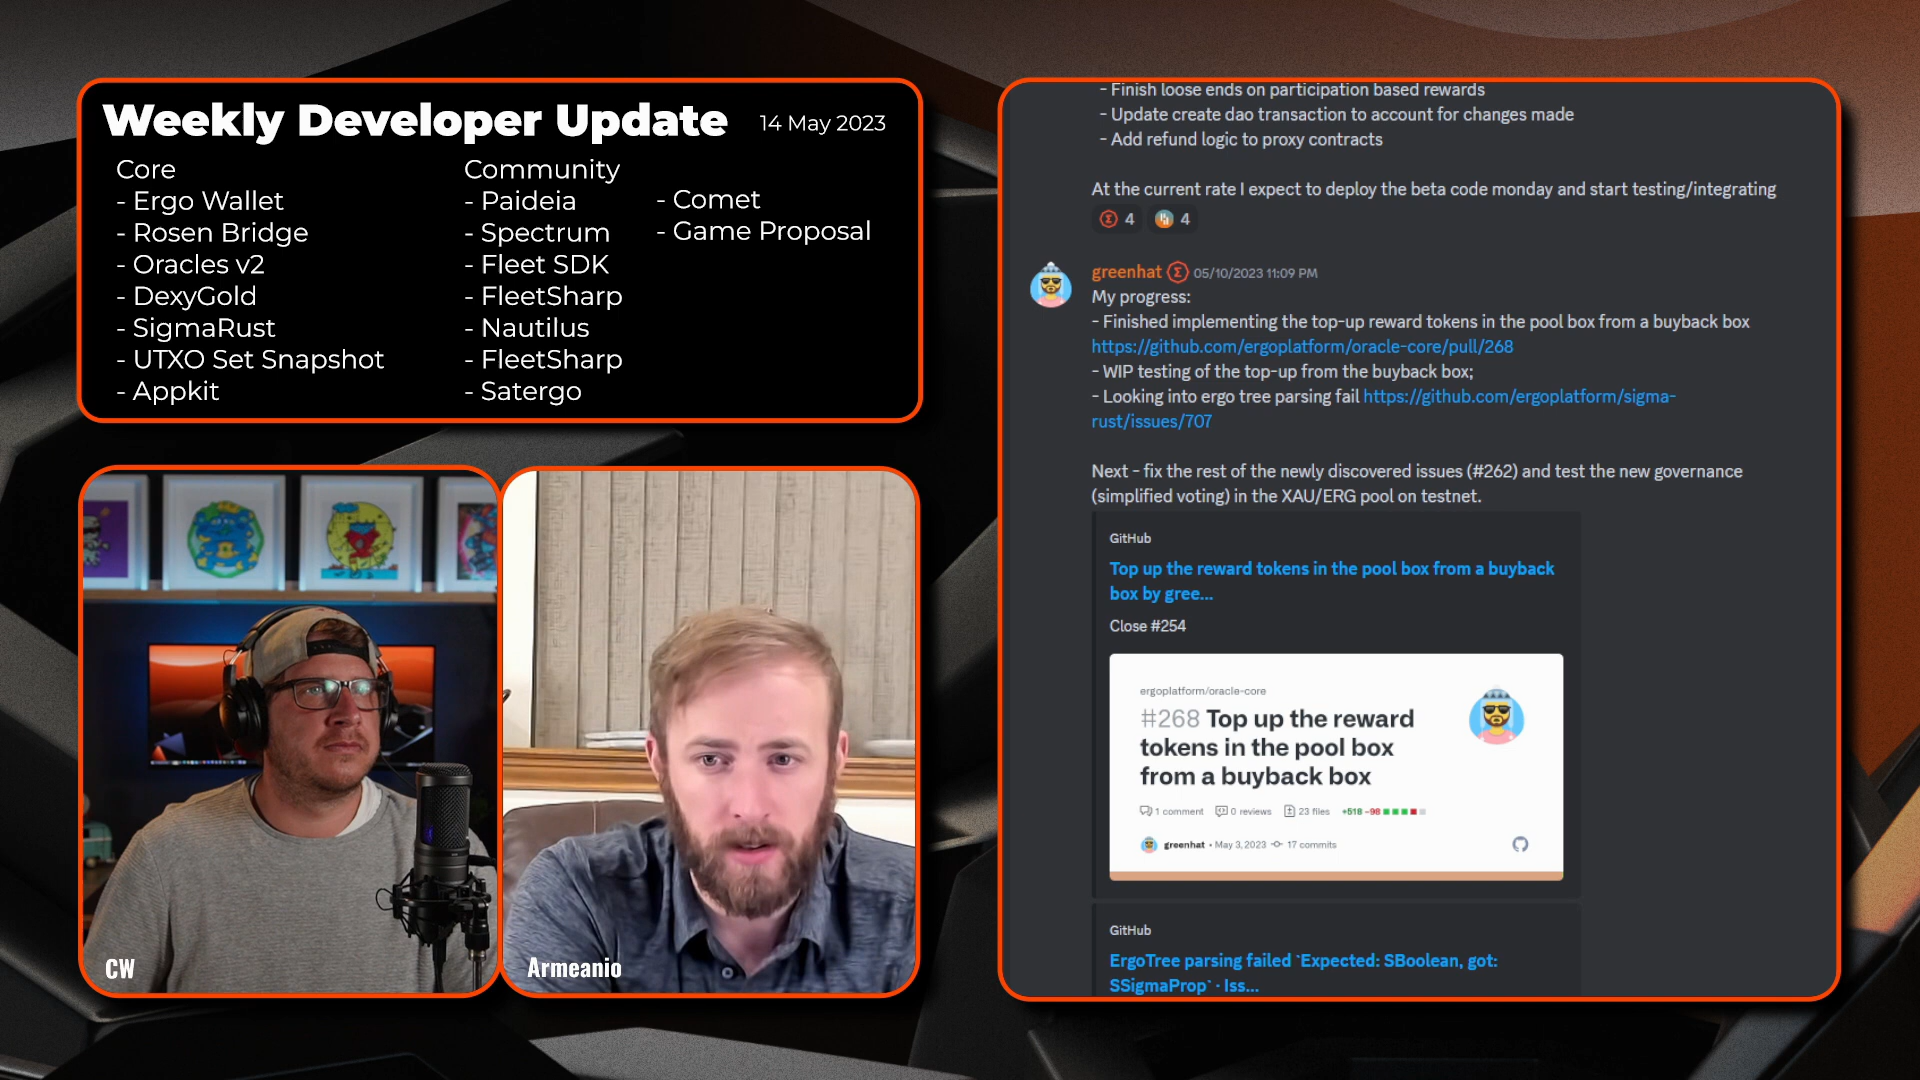 Weekly Developer Update 14 May 2023
Core
- Ergo Wallet
- Rosen Bridge
- Oracles v2
- DexyGold
- SigmaRust
- UTXO Set Snapshot
- Appkit
Community
- Paideia
- Spectrum
- Fleet SDK
- FleetSharp
- Nautilus
- FleetSharp
- Satergo
- Comet
- Game Proposal
CW
Armeanio
- Finish loose ends on participation based rewards
- Update create dao transaction to account for changes made
- Add refund logic to proxy contracts
At the current rate I expect to deploy the beta code monday and start testing/integrating
4 4
greenhat 05/10/2023 11:09 PM
My progress:
- Finished implementing the top-up reward tokens in the pool box from a buyback box
https://github.com/ergoplatform/oracle-core/pull/268
- WIP testing of the top-up from the buyback box;
- Looking into ergo tree parsing fail https://github.com/ergoplatform/sigma-
rust/issues/707
Next - fix the rest of the newly discovered issues (#262) and test the new governance
(simplified voting) in the XAU/ERG pool on testnet.
GitHub
Top up the reward tokens in the pool box from a buyback
box by gree...
Close #254
ergoplatform/oracle-core
#268 Top up the reward
tokens in the pool box
from a buyback box
1 comment 0 reviews 23 files +518 -98
greenhat • May 3, 2023 17 commits
GitHub
ErgoTree parsing failed `Expected: SBoolean, got:
SSigmaProp` · Iss...